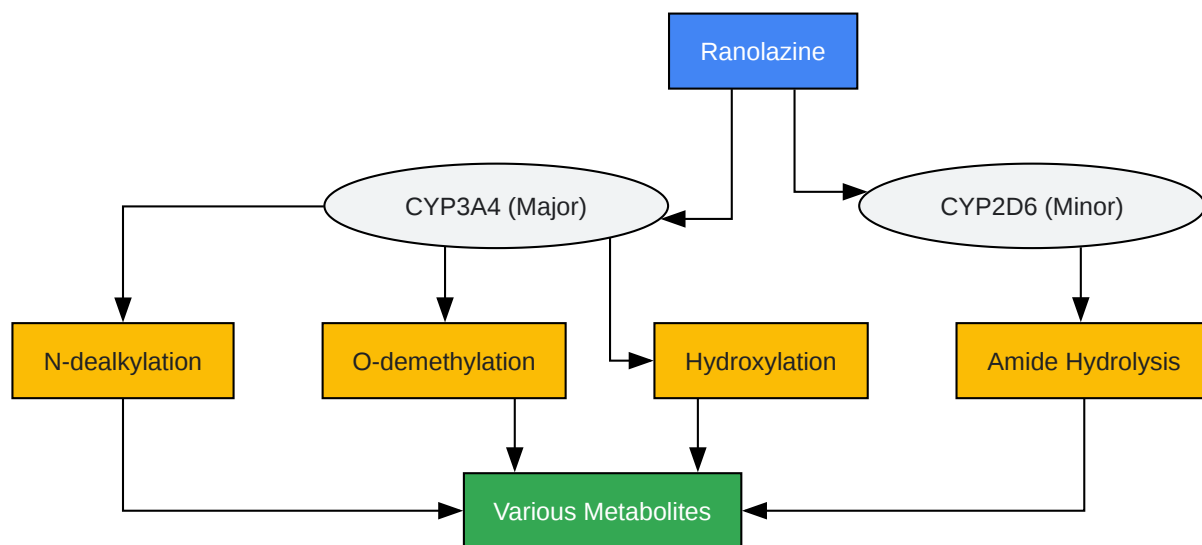 Ranolazine
CYP3A4 (Major)
CYP2D6 (Minor)
N-dealkylation
O-demethylation
Hydroxylation
Amide Hydrolysis
Various Metabolites